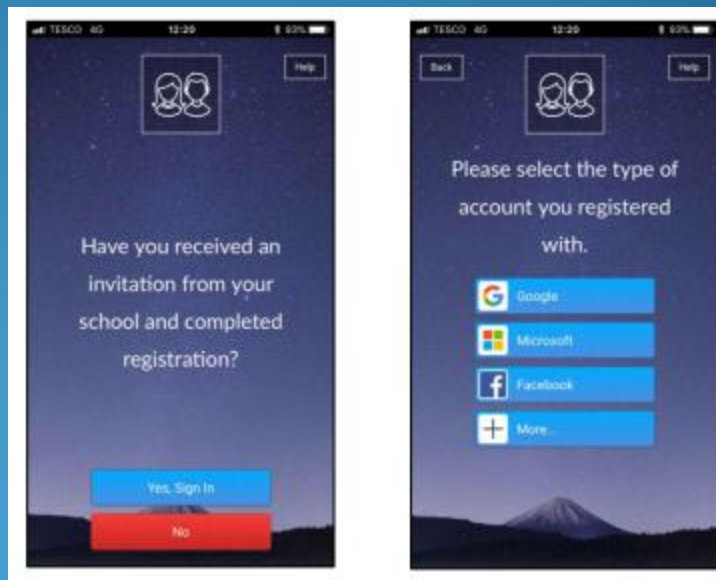 TESCO 4G 12:20 93%
Help
Have you received an
invitation from your
school and completed
registration?
Yes, Sign In
No
TESCO 4G 12:20 93%
Back
Help
Please select the type of
account you registered
with.
Google
Microsoft
Facebook
More...